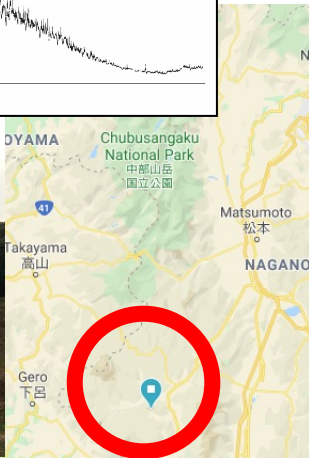 N
OYAMA
Chubusangaku
National Park
中部山岳
国立公園
41
Matsumoto
松本
Takayama
高山
NAGANO
Gero
下呂